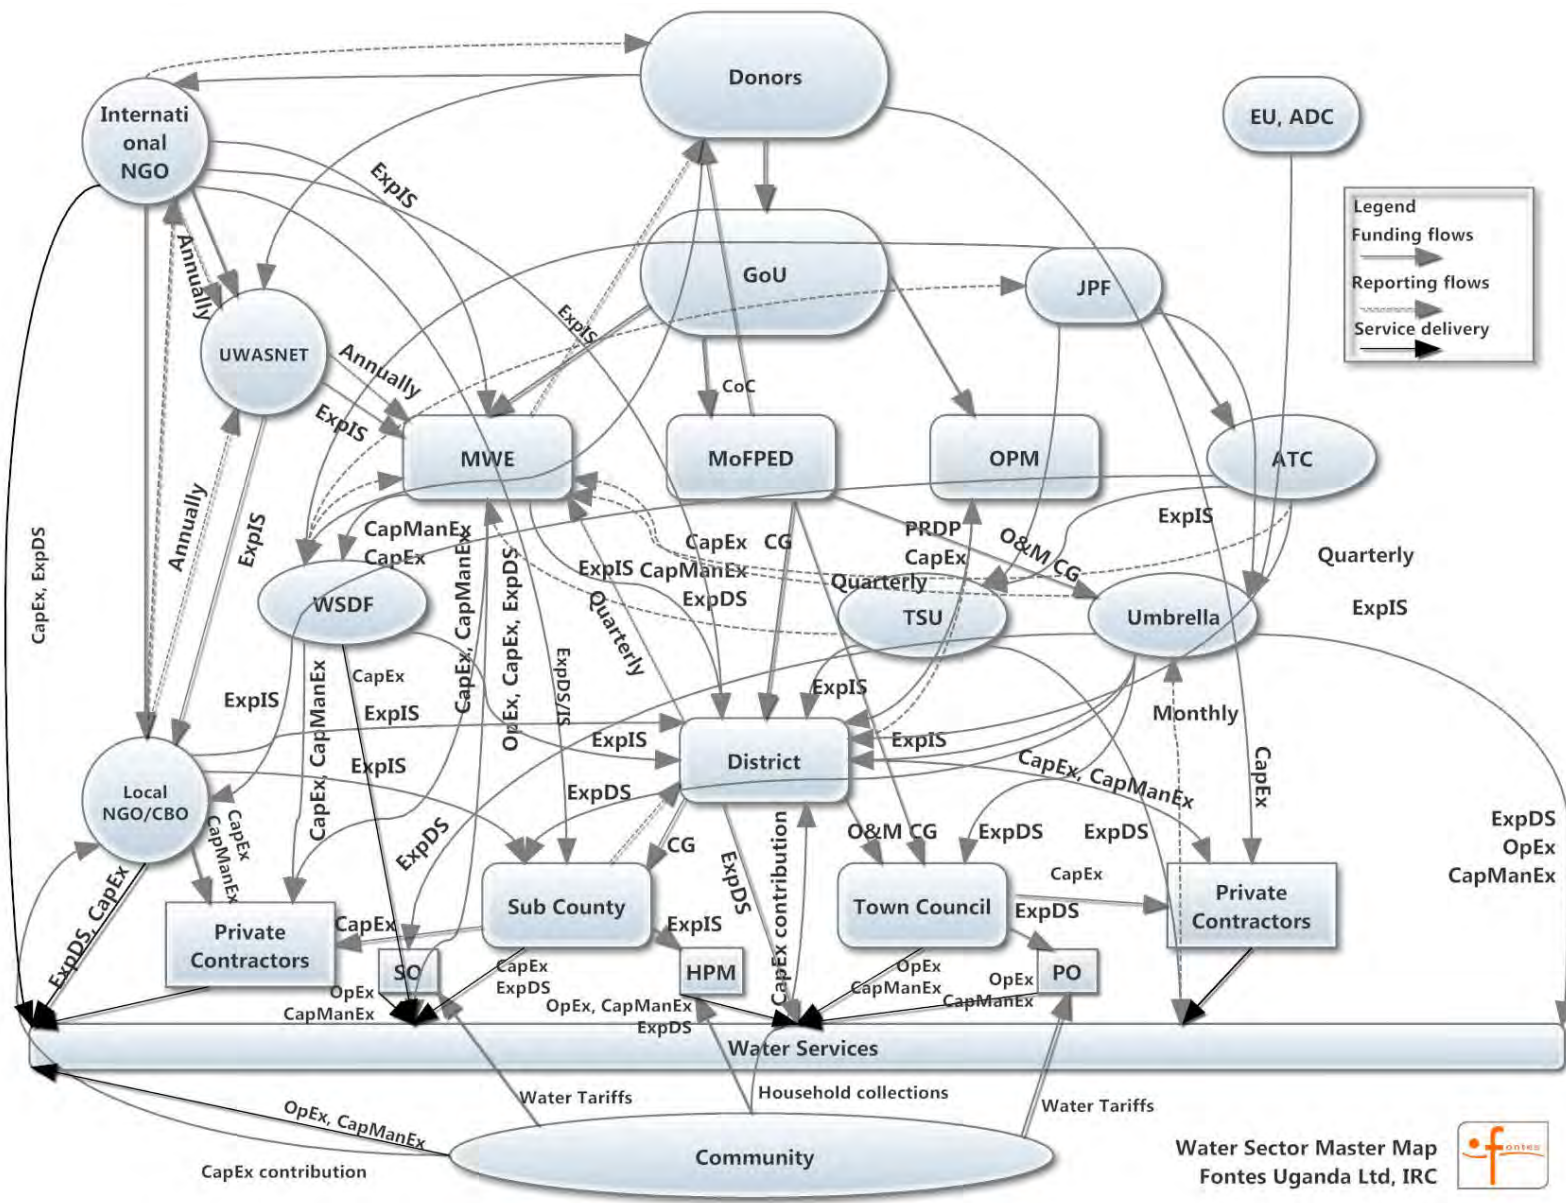 Donors
EU, ADC
Internati
onal
NGO
ExpIS
Legend
Funding flows
Reporting flows
Service delivery
Annually
GoU
JPF
ExpIS
UWASNET
Annually
ExpIS
CoC
MWE
MoFPED
OPM
ATC
Annually
ExpIS
CapManEx
CapEx
CapEx, CapManEx
OpEx, CapEx, ExpDS
CapEx
CG
ExpIS
CapManEx
ExpDS
PRDP
CapEx
O&M CG
Quarterly
ExpIS
Quarterly
ExpIS
CapEx, ExpDS
WSDF
TSU
Umbrella
Quarterly
CapEx
ExpDS/IS
ExpIS
ExpIS
CapEx, CapManEx
ExpIS
ExpIS
ExpIS
Monthly
District
Local
NGO/CBO
ExpIS
CapEx, CapManEx
CapEx
ExpDS
CapEx
CapManEx
ExpDS
CG
ExpDS
CapEx contribution
O&M CG
ExpDS
ExpDS
ExpDS
OpEx
CapManEx
ExpDS, CapEx
Private
Contractors
CapEx
Sub County
ExpIS
Town Council
CapEx
ExpDS
Private
Contractors
SO
CapEx
ExpDS
HPM
OpEx
CapManEx
PO
OpEx
CapManEx
OpEx, CapManEx
ExpDS
OpEx
CapManEx
Water Services
Water Tariffs
Household collections
Water Tariffs
OpEx, CapManEx
CapEx contribution
Community
Water Sector Master Map
Fontes Uganda Ltd, IRC
fontes